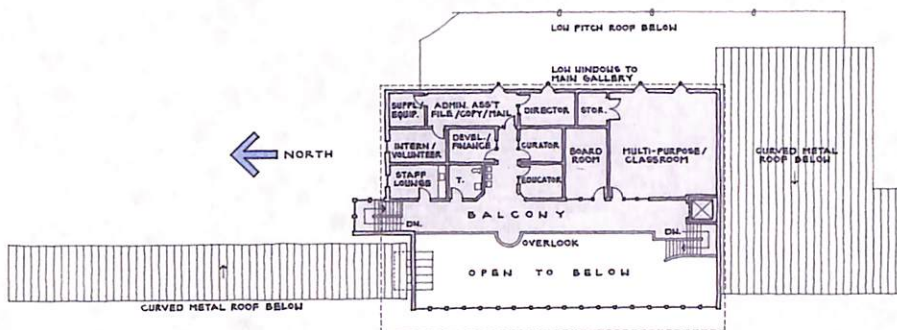 LOW PITCH ROOF BELOW
LOW WINDOWS TO
MAIN GALLERY
SUPPL./
EQUIP.
ADMIN. ASS'T
FILE/COPY/MAIL
DIRECTOR
STOR.
NORTH
INTERN/
VOLUNTEER
DEVEL./
FINANCE
CURATOR
BOARD
ROOM
MULTI-PURPOSE/
CLASSROOM
CURVED METAL
ROOF BELOW
STAFF
LOUNGE
T.
EDUCATOR
BALCONY
DN.
DN.
OVERLOOK
OPEN TO BELOW
CURVED METAL ROOF BELOW